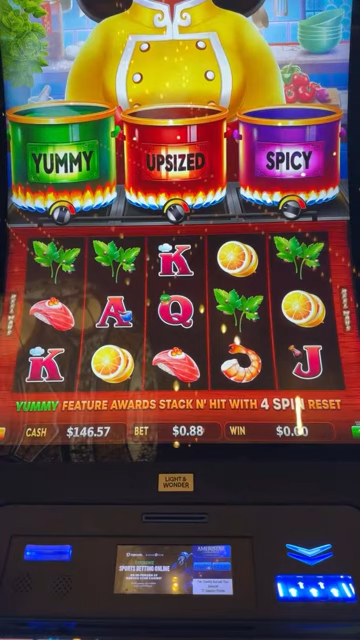 YUMMY
UPSIZED
SPICY
K
A
Q
K
J
YUMMY FEATURE AWARDS STACK N' HIT WITH 4 SPIN RESET
CASH $146.57 BET $0.88 WIN $0.00
LIGHT&
WONDER
SPORTS BETTING ONLINE